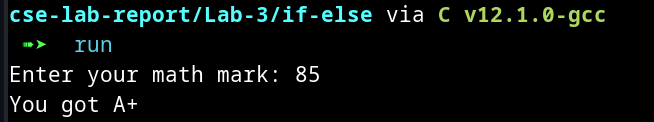 cse-lab-report/Lab-3/if-else via C v12.1.0-gcc
➠➤ run
Enter your math mark: 85
You got A+